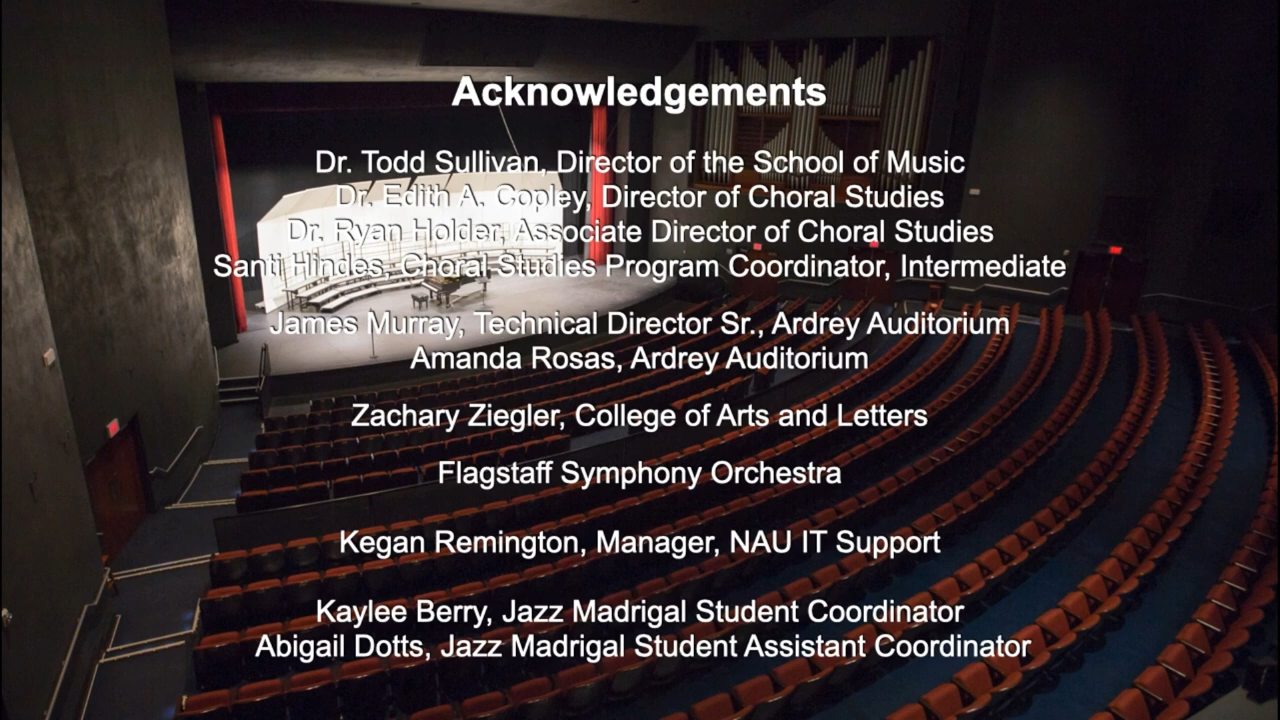 Acknowledgements
Dr. Todd Sullivan, Director of the School of Music
Dr. Edith A. Copley, Director of Choral Studies
Dr. Ryan Holder, Associate Director of Choral Studies
Santi Hindes, Choral Studies Program Coordinator, Intermediate
James Murray, Technical Director Sr., Ardrey Auditorium
Amanda Rosas, Ardrey Auditorium
Zachary Ziegler, College of Arts and Letters
Flagstaff Symphony Orchestra
Kegan Remington, Manager, NAU IT Support
Kaylee Berry, Jazz Madrigal Student Coordinator
Abigail Dotts, Jazz Madrigal Student Assistant Coordinator